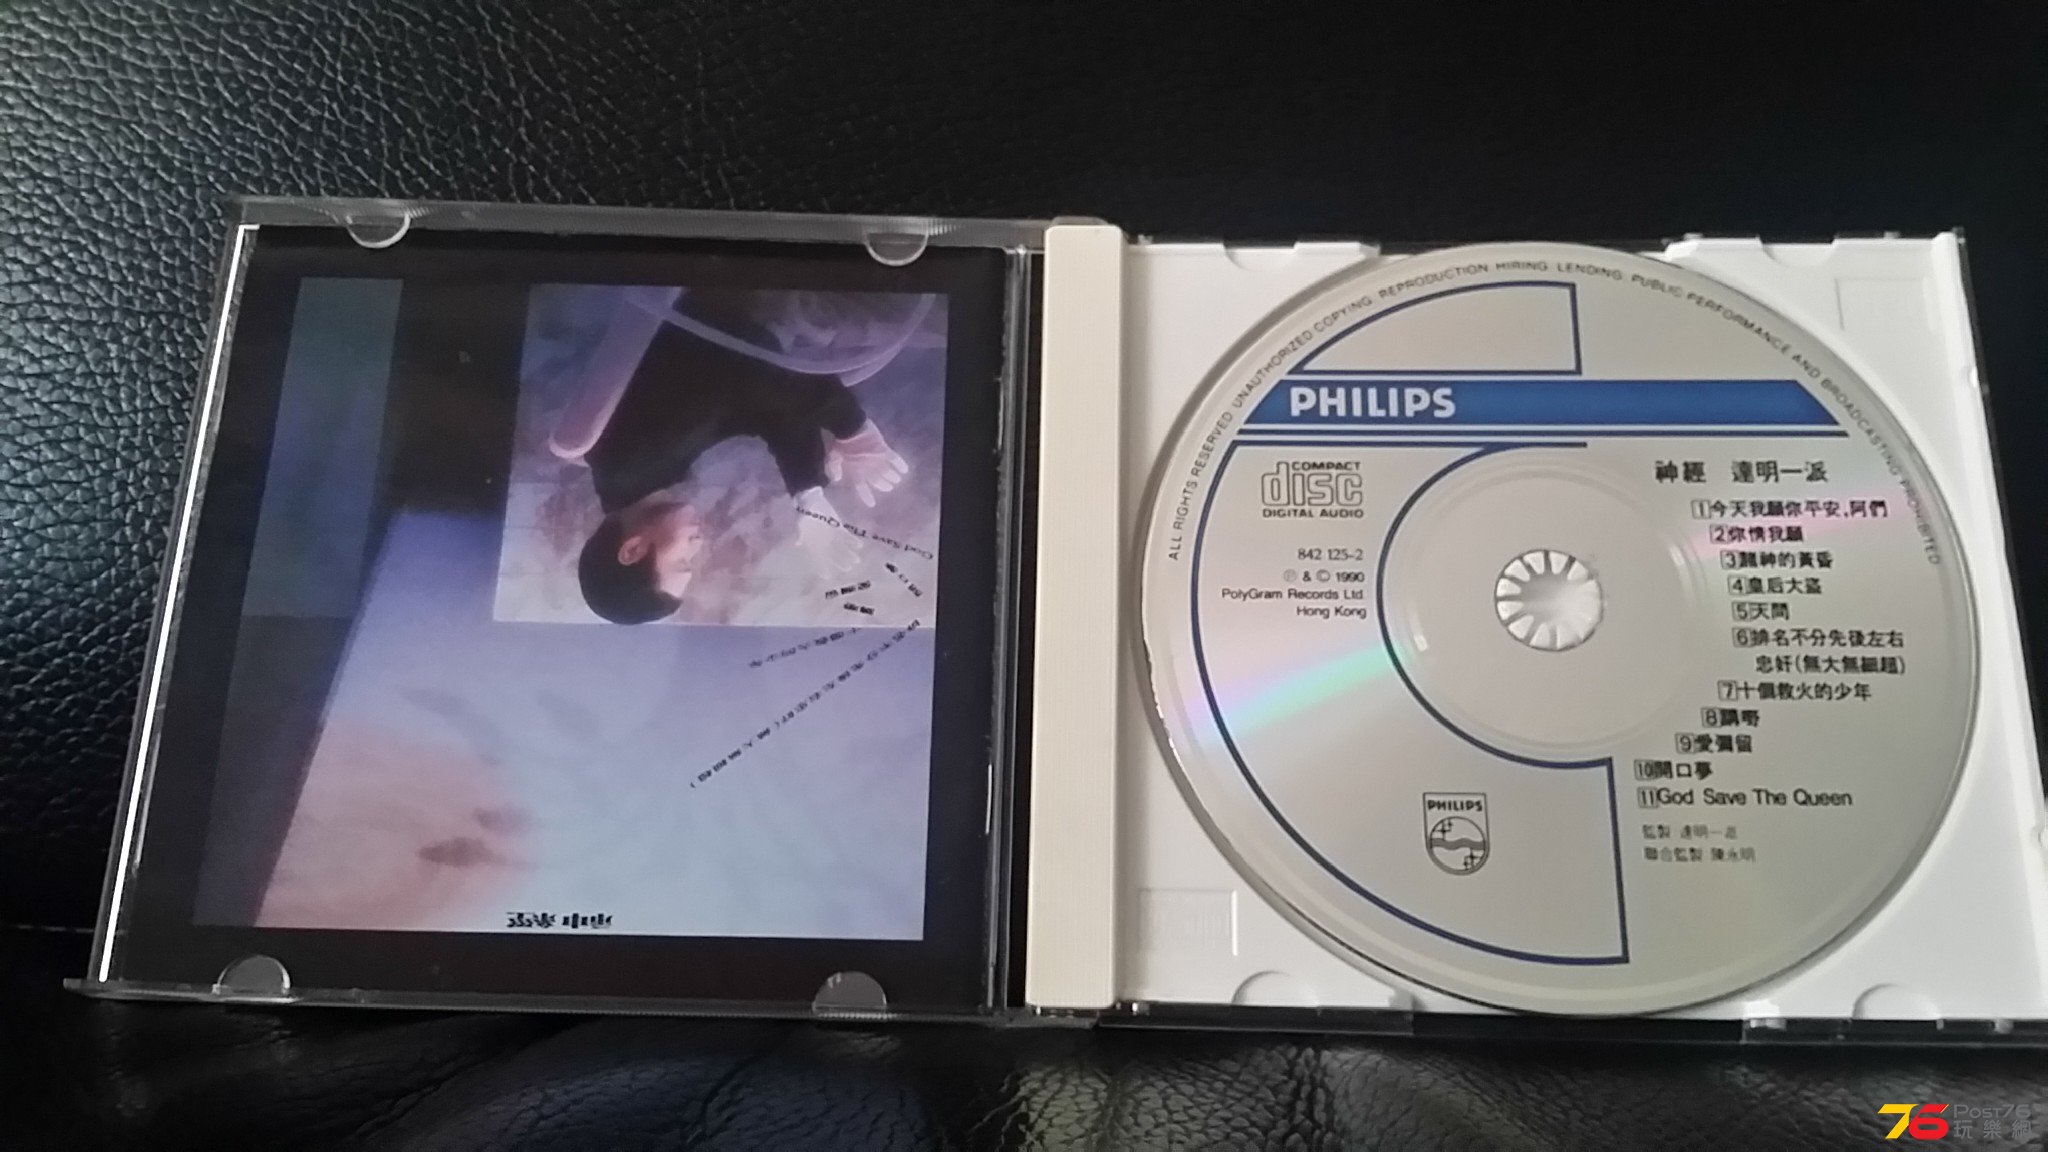 God Save The Queen
ALL RIGHTS RESERVED. UNAUTHORIZED COPYING. REPRODUCTION. HIRING. LENDING. PUBLIC PERFORMANCE AND BROADCASTING PROHIBITED
PHILIPS
COMPACT
disc
DIGITAL AUDIO
842 125-2
Ⓟ & © 1990
PolyGram Records Ltd.
Hong Kong
神經 達明一派
1今天我願你平安,阿們
2你情我願
3諸神的黃昏
4皇后大盜
5天問
6排名不分先後左右
忠奸(無大無細超)
7十個救火的少年
8講嘢
9愛彌留
10開口夢
11God Save The Queen
監製 達明一派
聯合監製 陳永明
PHILIPS
76 POST76
玩樂網